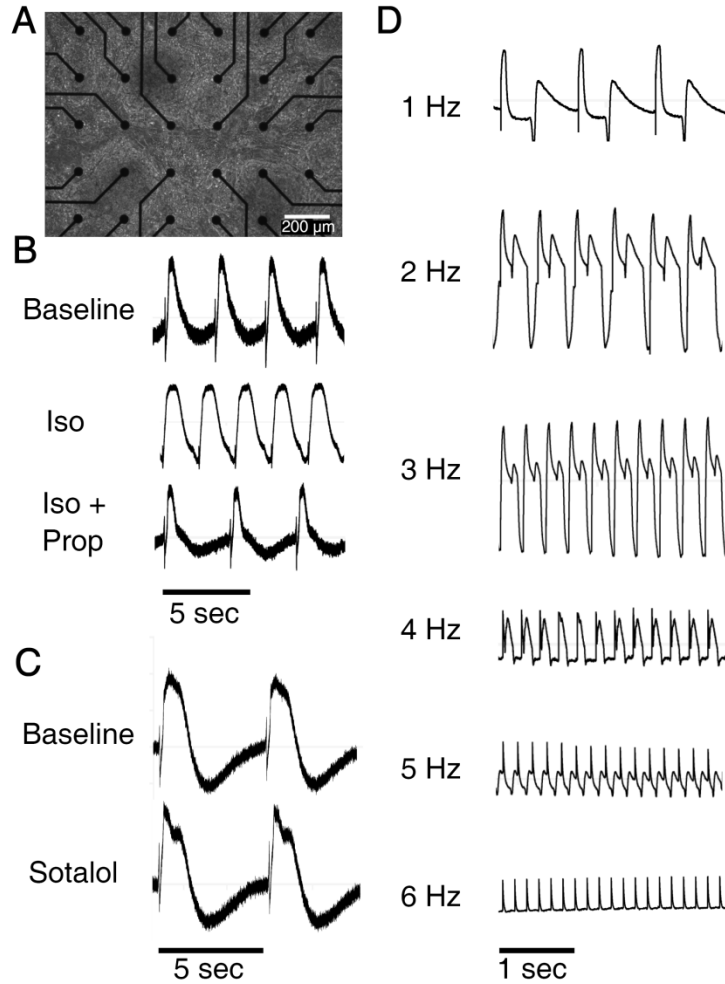 A
200 µm
B
Baseline
Iso
Iso +
Prop
5 sec
C
Baseline
Sotalol
5 sec
D
1 Hz
2 Hz
3 Hz
4 Hz
5 Hz
6 Hz
1 sec